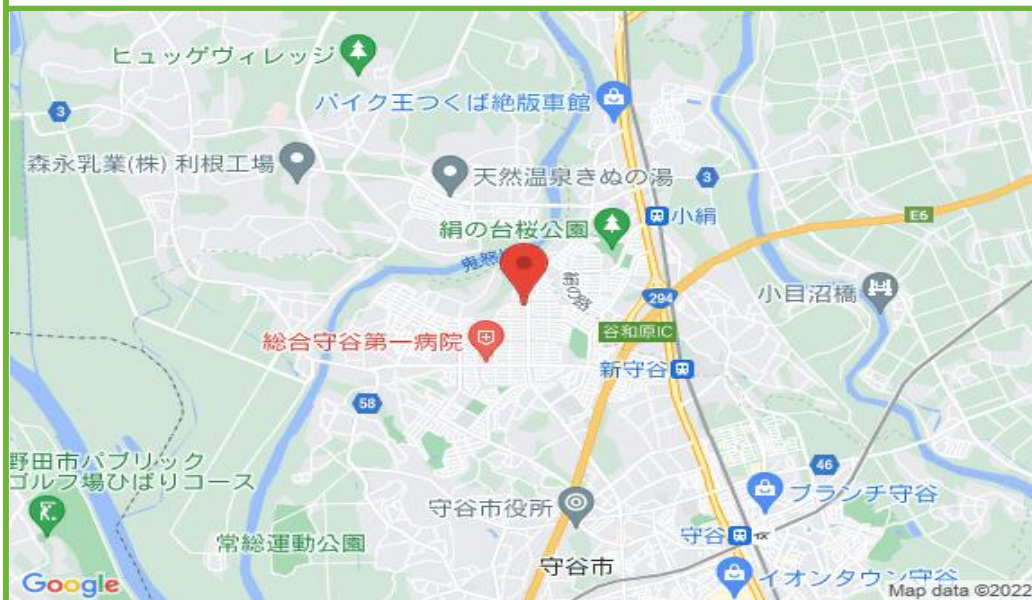 ヒュッゲヴィレッジ
バイク王つくば絶版車館
3
森永乳業(株) 利根工場
天然温泉きぬの湯
3
小絹
絹の台桜公園
E6
鬼怒
絹の路
294
小目沼橋
谷和原IC
総合守谷第一病院
新守谷
58
野田市パブリック
ゴルフ場ひばりコース
46
ブランチ守谷
守谷市役所
常総運動公園
守谷
守谷市
イオンタウン守谷
Google
Map data ©2022